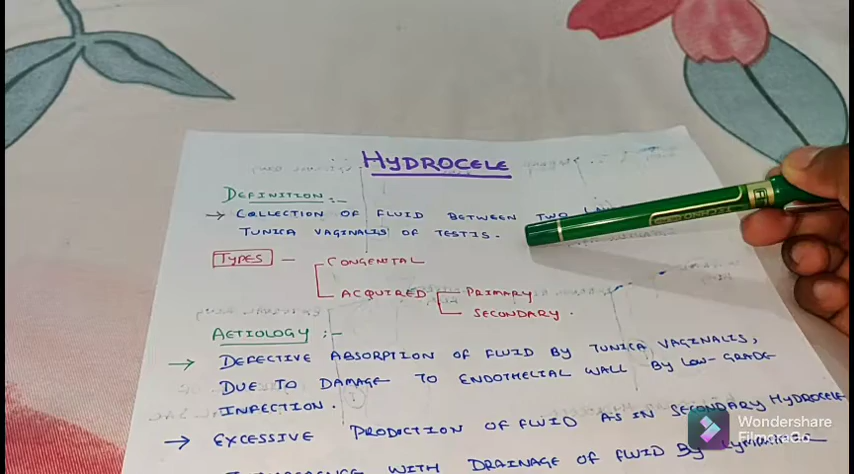 HYDROCELE
DEFINITION:-
→ COLLECTION OF FLUID BETWEEN TWO
TUNICA VAGINALIS OF TESTIS.
TYPES — CONGENITAL
ACQUIRED PRIMARY
SECONDARY.
AETIOLOGY :-
→ DEFECTIVE ABSORPTION OF FLUID BY TUNICA VAGINALIS,
DUE TO DAMAGE TO ENDOTHELIAL WALL BY LOW-GRADE
INFECTION.
→ EXCESSIVE PRODUCTION OF FLUID AS IN SECONDARY HYDROCELE
WITH DRAINAGE OF FLUID BY
Wondershare
Filmora